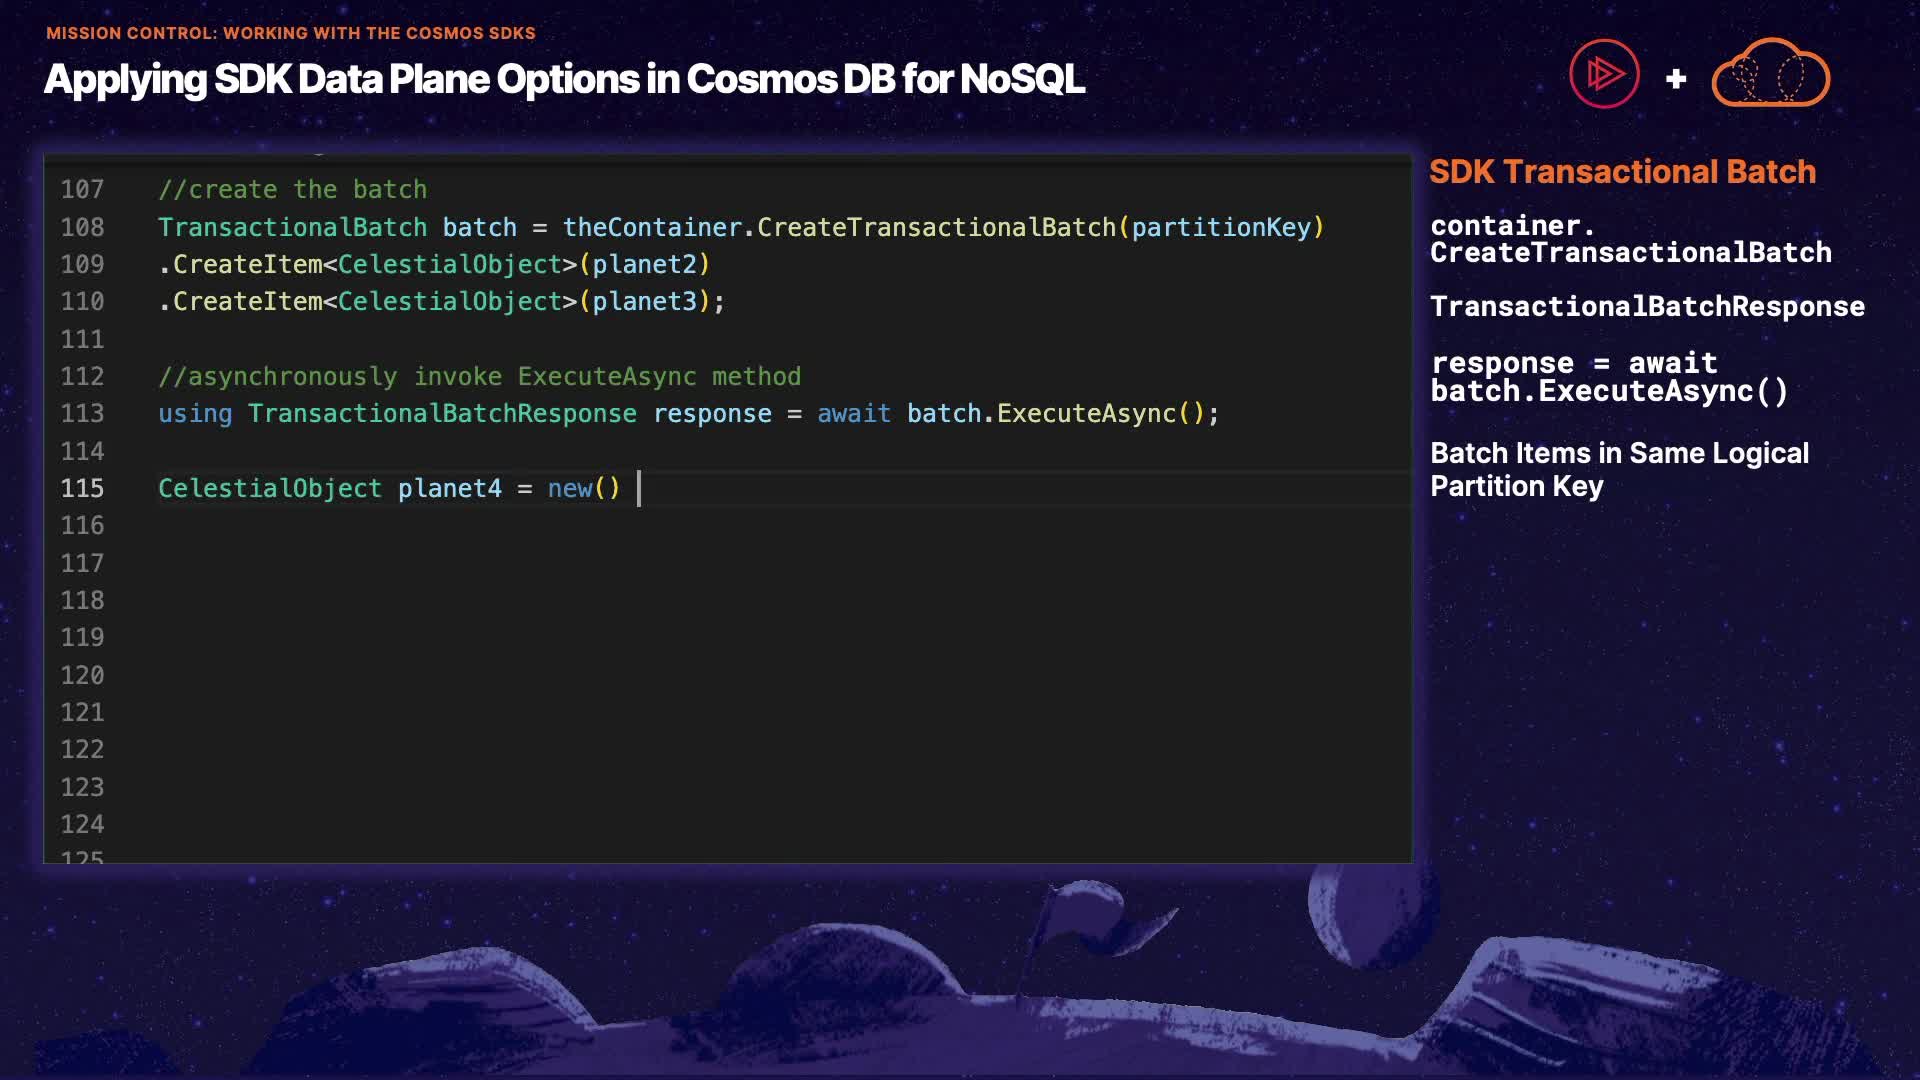 MISSION CONTROL: WORKING WITH THE COSMOS SDKS
Applying SDK Data Plane Options in Cosmos DB for NoSQL
+
107 //create the batch
108 TransactionalBatch batch = theContainer.CreateTransactionalBatch(partitionKey)
109 .CreateItem<CelestialObject>(planet2)
110 .CreateItem<CelestialObject>(planet3);
111
112 //asynchronously invoke ExecuteAsync method
113 using TransactionalBatchResponse response = await batch.ExecuteAsync();
114
115 CelestialObject planet4 = new()
116
117
118
119
120
121
122
123
124
125
SDK Transactional Batch
container.
CreateTransactionalBatch
TransactionalBatchResponse
response = await
batch.ExecuteAsync()
Batch Items in Same Logical
Partition Key